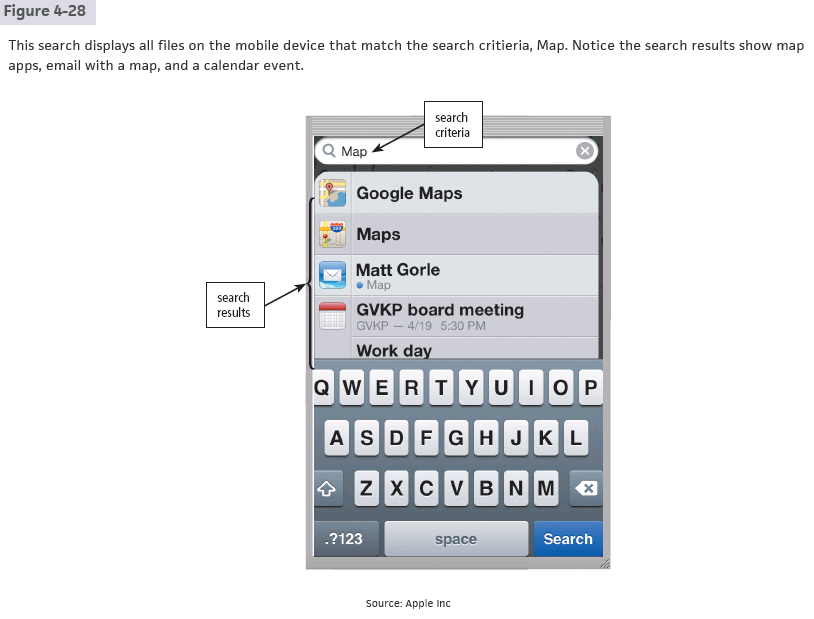 Figure 4-28
This search displays all files on the mobile device that match the search critieria, Map. Notice the search results show map
apps, email with a map, and a calendar event.
search
criteria
Map
Google Maps
Maps
Matt Gorle
Map
search
results
GVKP board meeting
GVKP — 4/19 5:30 PM
Work day
Q W E R T Y U I O P
A S D F G H J K L
Z X C V B N M
.?123 space Search
Source: Apple Inc